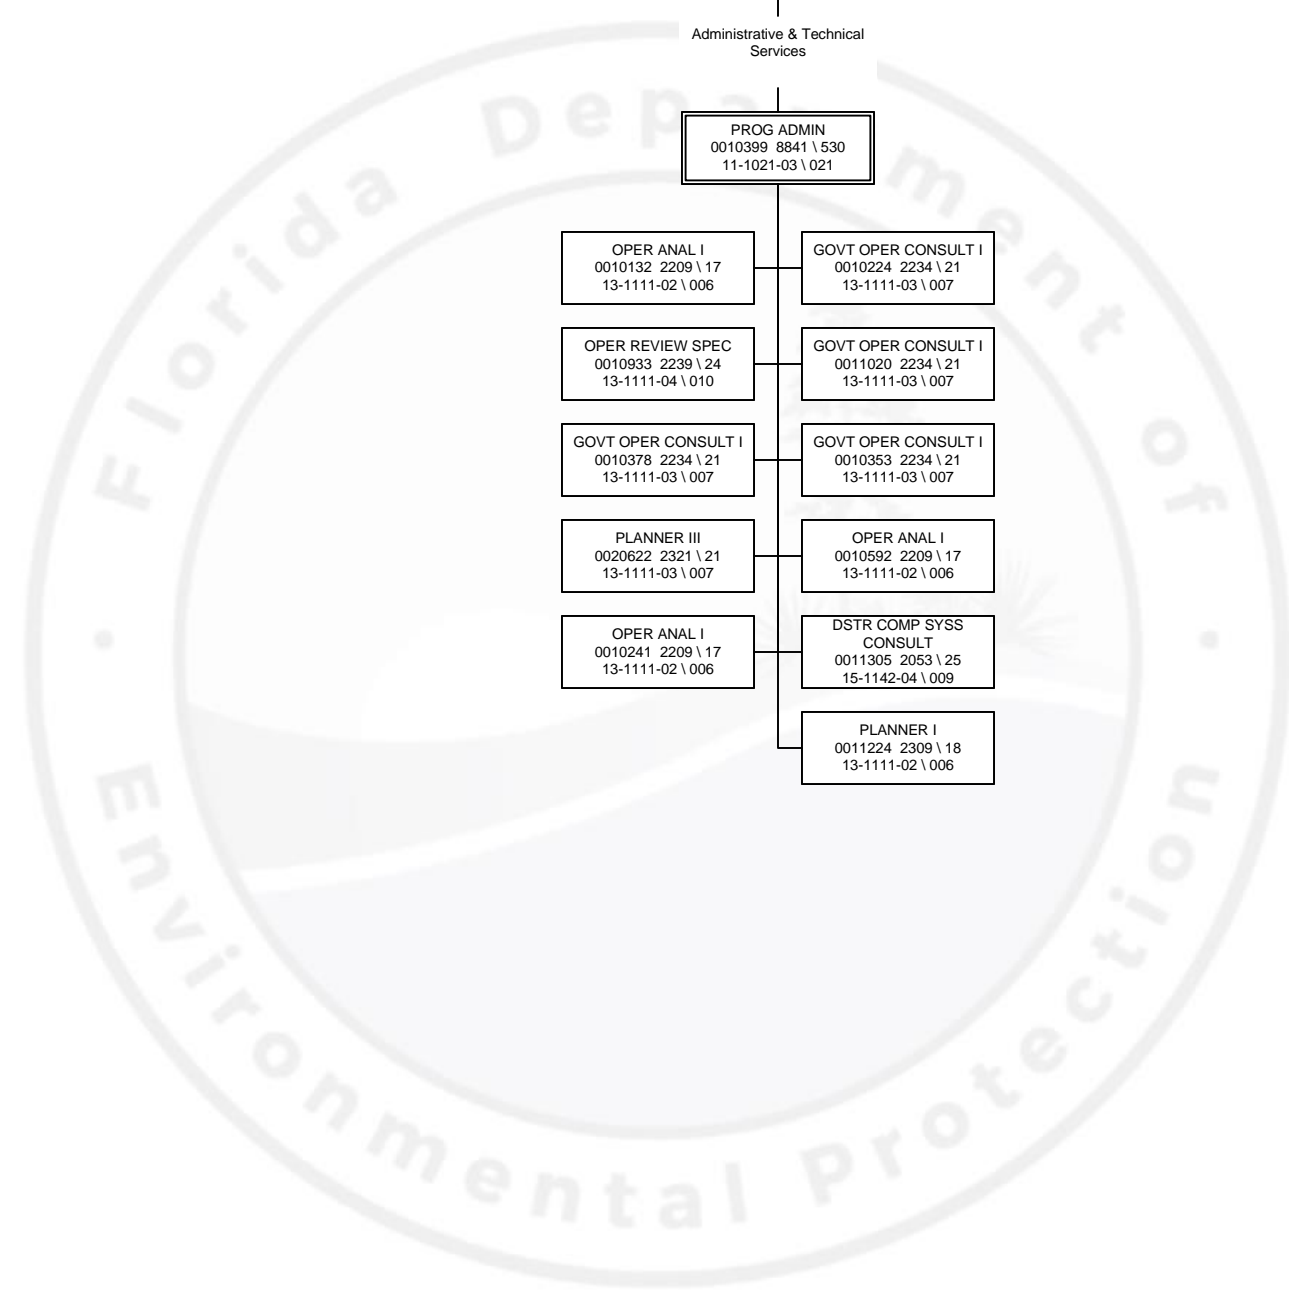 Administrative & Technical
Services
PROG ADMIN
0010399 8841 \ 530
11-1021-03 \ 021
OPER ANAL I
0010132 2209 \ 17
13-1111-02 \ 006
GOVT OPER CONSULT I
0010224 2234 \ 21
13-1111-03 \ 007
OPER REVIEW SPEC
0010933 2239 \ 24
13-1111-04 \ 010
GOVT OPER CONSULT I
0011020 2234 \ 21
13-1111-03 \ 007
GOVT OPER CONSULT I
0010378 2234 \ 21
13-1111-03 \ 007
GOVT OPER CONSULT I
0010353 2234 \ 21
13-1111-03 \ 007
PLANNER III
0020622 2321 \ 21
13-1111-03 \ 007
OPER ANAL I
0010592 2209 \ 17
13-1111-02 \ 006
OPER ANAL I
0010241 2209 \ 17
13-1111-02 \ 006
DSTR COMP SYSS
CONSULT
0011305 2053 \ 25
15-1142-04 \ 009
PLANNER I
0011224 2309 \ 18
13-1111-02 \ 006
Florida Department of
Environmental Protection